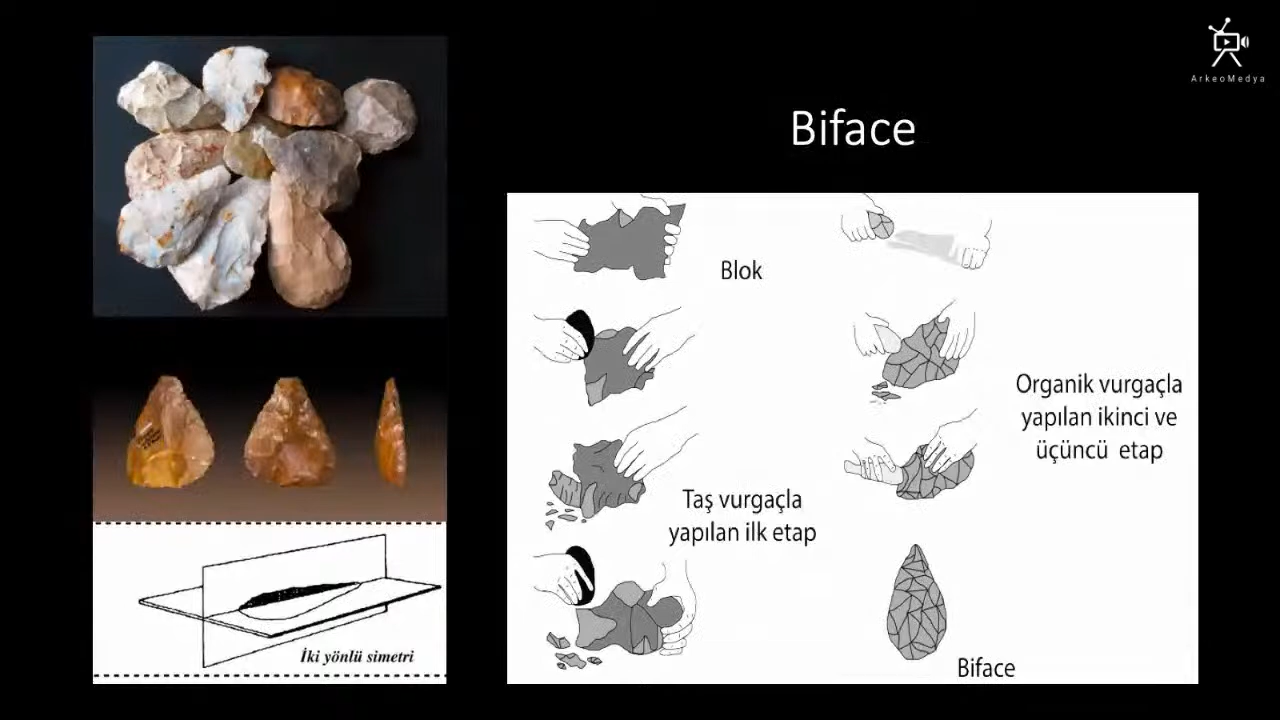 ArkeoMedya
Biface
Blok
Organik vurgaçla
yapılan ikinci ve
üçüncü etap
Taş vurgaçla
yapılan ilk etap
İki yönlü simetri
Biface